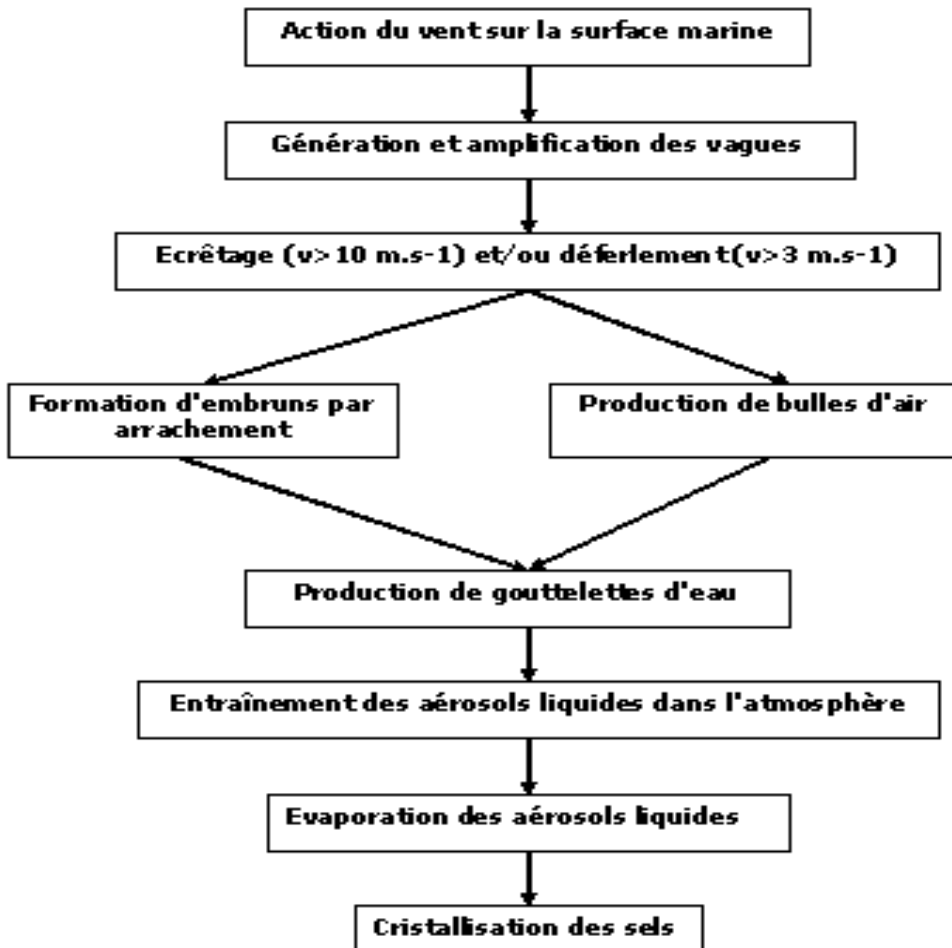 Action du vent sur la surface marine
Génération et amplification des vagues
Ecrêtage (v>10 m.s-1) et/ou déferlement(v>3 m.s-1)
Formation d'embruns par
arrachement
Production de bulles d'air
Production de gouttelettes d'eau
Entraînement des aérosols liquides dans l'atmosphère
Evaporation des aérosols liquides
Cristallisation des sels